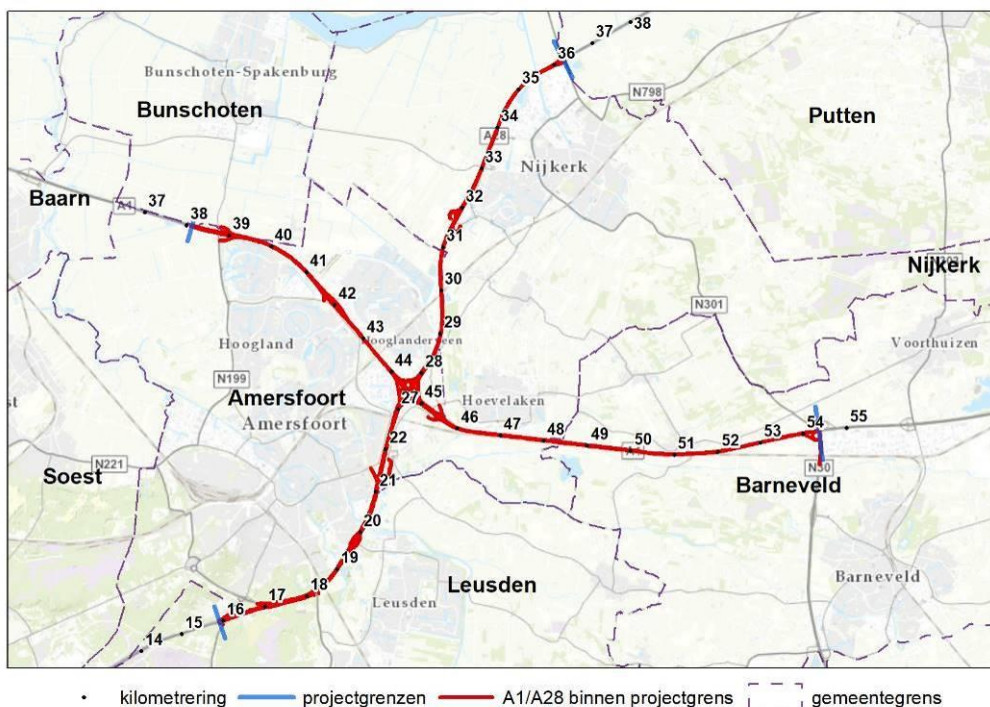 38
37
36
Bunschoten-Spakenburg
35
N798
Bunschoten
34
Putten
A28
33
Nijkerk
Baarn
A1
37
32
38
39
31
40
41
Nijkerk
30
42
N301
29
43
Hooglanderveen
Hoogland
Voorthuizen
44
28
N199
45
27
Amersfoort
Hoevelaken
46
47
48
49
50
51
52
53
54
55
Amersfoort
22
N221
Soest
21
Barneveld
20
19
Leusden
18
Leusden
Barneveld
17
16
15
14
kilometrering
projectgrenzen
A1/A28 binnen projectgrens
gemeentegrens